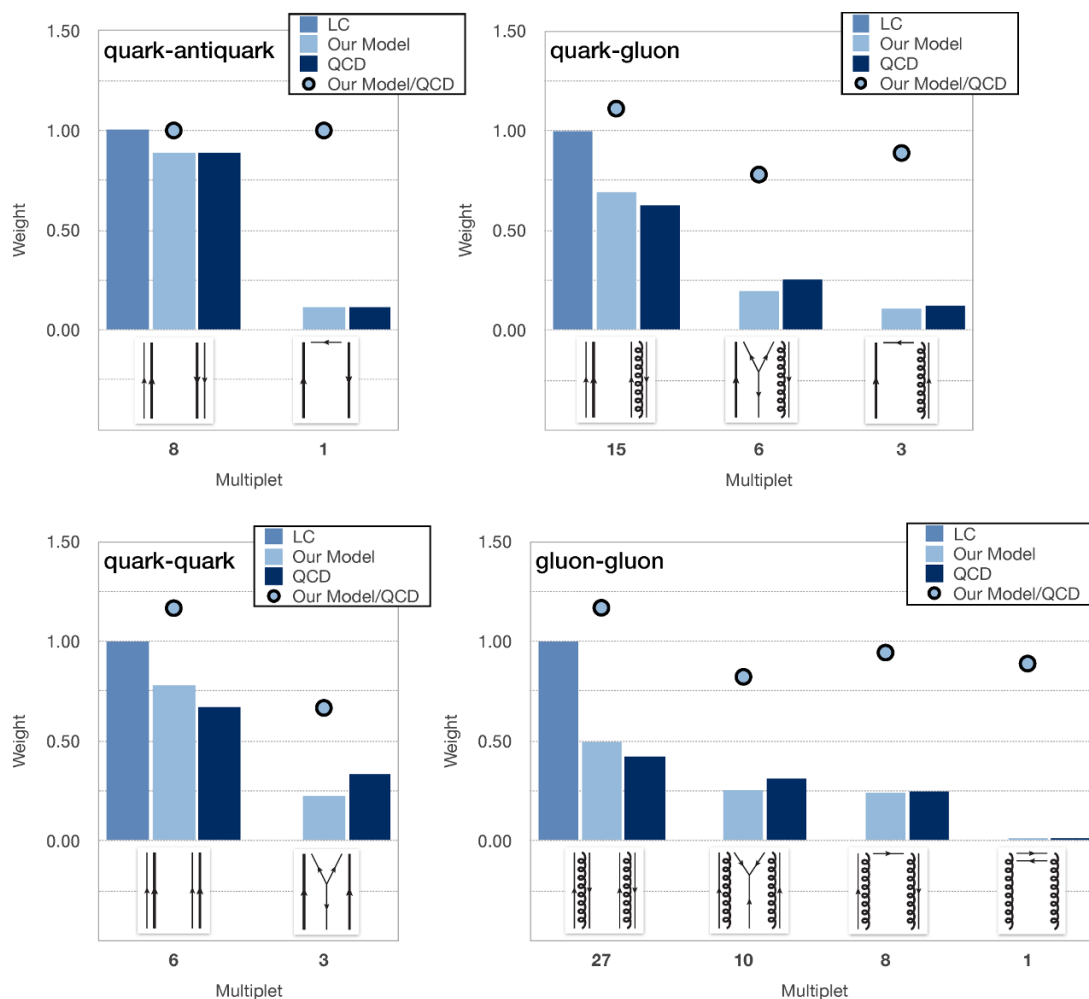 quark-antiquark
LC
Our Model
QCD
Our Model/QCD
1.50
1.00
0.50
0.00
Weight
8 1
Multiplet
quark-gluon
LC
Our Model
QCD
Our Model/QCD
1.50
1.00
0.50
0.00
Weight
15 6 3
Multiplet
quark-quark
LC
Our Model
QCD
Our Model/QCD
1.50
1.00
0.50
0.00
Weight
6 3
Multiplet
gluon-gluon
LC
Our Model
QCD
Our Model/QCD
1.50
1.00
0.50
0.00
Weight
27 10 8 1
Multiplet